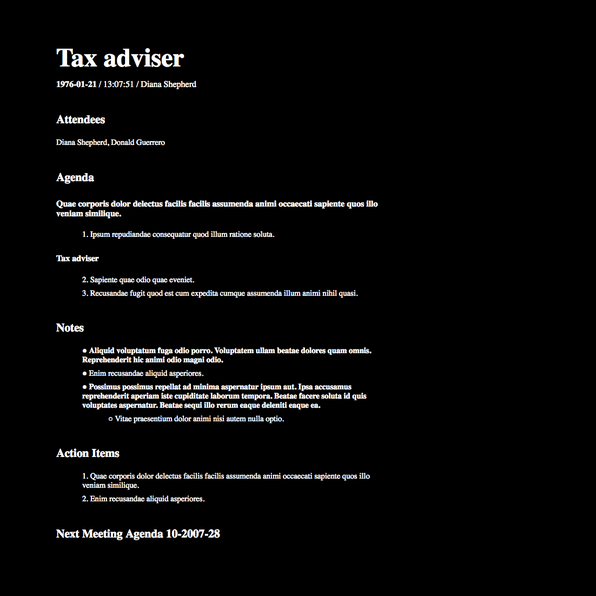 Tax adviser
1976-01-21 / 13:07:51 / Diana Shepherd
Attendees
Diana Shepherd, Donald Guerrero
Agenda
Quae corporis dolor delectus facilis facilis assumenda animi occaecati sapiente quos illo
veniam similique.
1. Ipsum repudiandae consequatur quod illum ratione soluta.
Tax adviser
2. Sapiente quae odio quae eveniet.
3. Recusandae fugit quod est cum expedita cumque assumenda illum animi nihil quasi.
Notes
● Aliquid voluptatum fuga odio porro. Voluptatem ullam beatae dolores quam omnis.
Reprehenderit hic animi odio magni odio.
● Enim recusandae aliquid asperiores.
● Possimus possimus repellat ad minima aspernatur ipsum aut. Ipsa accusamus
reprehenderit aperiam iste cupiditate laborum tempora. Beatae facere soluta id quis
voluptates aspernatur. Beatae sequi illo rerum eaque deleniti eaque ea.
○ Vitae praesentium dolor animi nisi autem nulla optio.
Action Items
1. Quae corporis dolor delectus facilis facilis assumenda animi occaecati sapiente quos illo
veniam similique.
2. Enim recusandae aliquid asperiores.
Next Meeting Agenda 10-2007-28